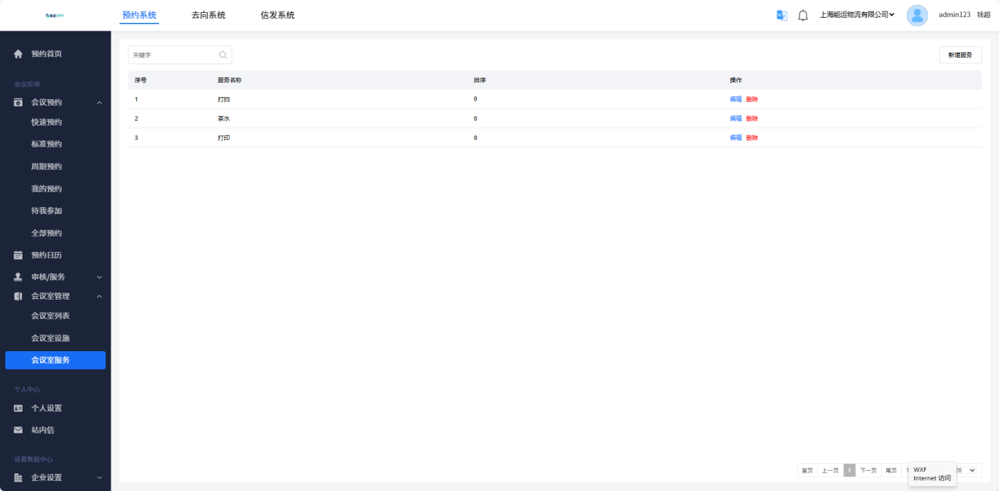 能运
预约系统 去向系统 信发系统 上海能运物流有限公司 admin123 钱超
预约首页
会议应用
会议预约
快速预约
标准预约
周期预约
我的预约
待我参加
全部预约
预约日历
审核/服务
会议室管理
会议室列表
会议室设施
会议室服务
个人中心
个人设置
站内信
设置数据中心
企业设置
关键字 新增服务
序号 服务名称 排序 操作
1 打扫 0 编辑 删除
2 茶水 0 编辑 删除
3 打印 0 编辑 删除
首页 上一页 1 下一页 尾页 1 20
WXF
Internet 访问